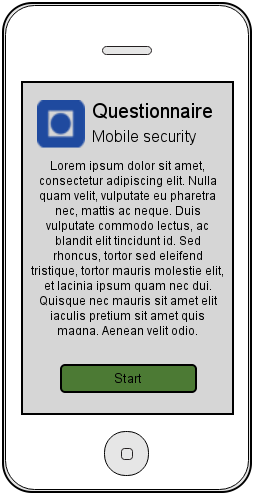 Questionnaire
Mobile security
Lorem ipsum dolor sit amet,
consectetur adipiscing elit. Nulla
quam velit, vulputate eu pharetra
nec, mattis ac neque. Duis
vulputate commodo lectus, ac
blandit elit tincidunt id. Sed
rhoncus, tortor sed eleifend
tristique, tortor mauris molestie elit,
et lacinia ipsum quam nec dui.
Quisque nec mauris sit amet elit
iaculis pretium sit amet quis
magna. Aenean velit odio,
Start